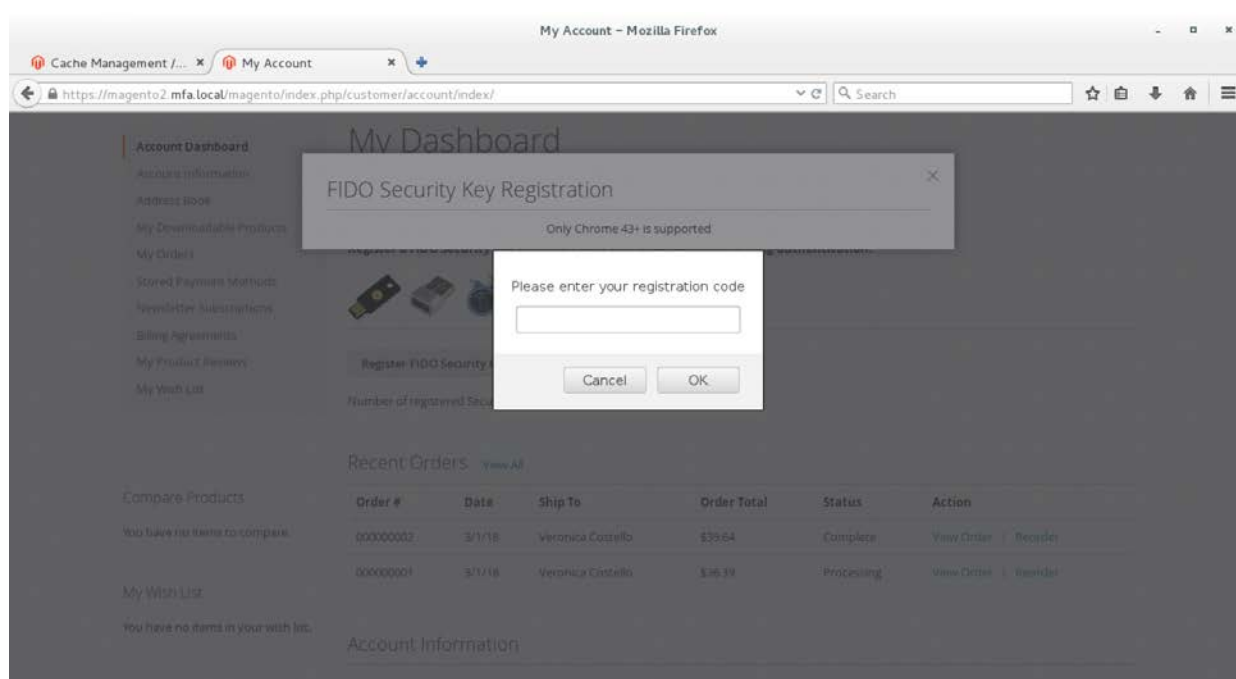 My Account - Mozilla Firefox
Cache Management /...
My Account
https://magento2.mfa.local/magento/index.php/customer/account/index/
Search
My Dashboard
Account Dashboard
Account Information
Address Book
My Downloadable Products
My Orders
Stored Payment Methods
Newsletter Subscriptions
Billing Agreements
My Product Reviews
My Wish List
FIDO Security Key Registration
Only Chrome 43+ is supported
Please enter your registration code
Cancel
OK
Register FIDO Security
Number of registered
Recent Orders View All
Order # Date Ship To Order Total Status Action
000000002 3/1/18 Veronica Costello $39.64 Complete View Order | Reorder
000000001 3/1/18 Veronica Costello $36.39 Processing View Order | Reorder
Compare Products
You have no items to compare.
My Wish List
You have no items in your wish list.
Account Information